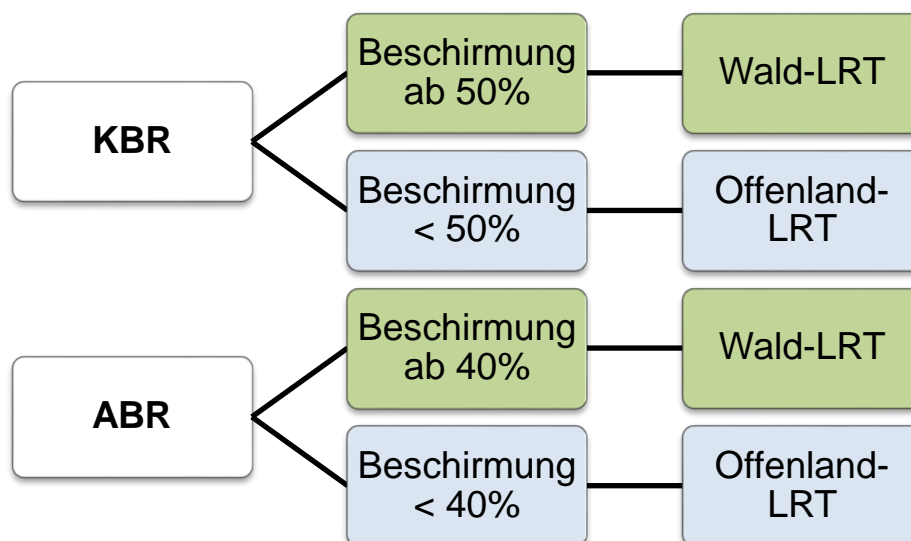 Beschirmung
ab 50%
Wald-LRT
KBR
Beschirmung
< 50%
Offenland-
LRT
Beschirmung
ab 40%
Wald-LRT
ABR
Beschirmung
< 40%
Offenland-
LRT